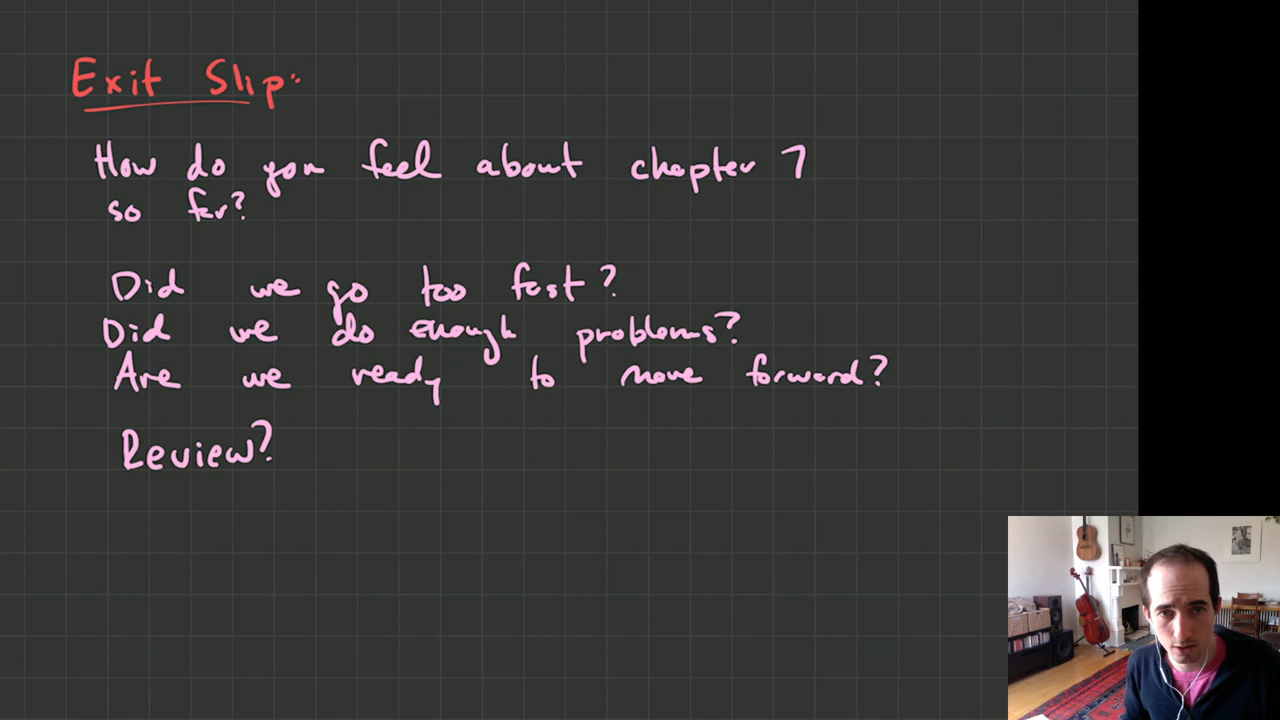 Exit Slip:
How do you feel about chapter 7
so far?
Did we go too fast?
Did we do enough problems?
Are we ready to move forward?
Review?